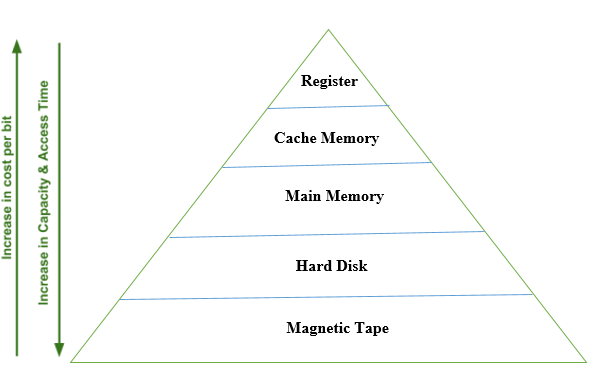 Increase in cost per bit
Increase in Capacity & Access Time
Register
Cache Memory
Main Memory
Hard Disk
Magnetic Tape